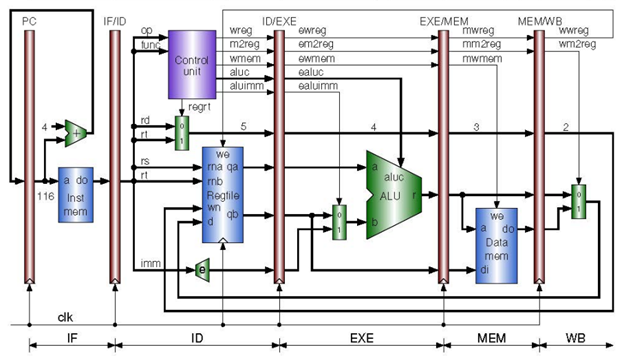 PC IF/ID ID/EXE EXE/MEM MEM/WB
op wreg ewreg mwreg wwreg
func m2reg em2reg mm2reg wm2reg
Control unit wmem ewmem mwmem
aluc ealuc
aluimm ealuimm
regrt
4 + rd 0 5 4 3 2
rt 1
we
rs rna qa a aluc
116 a do rt rnb ALU r
Inst mem Regfile
wn qb 0 1 b we 0 1
d a do
Data mem
imm e di
clk
IF ID EXE MEM WB